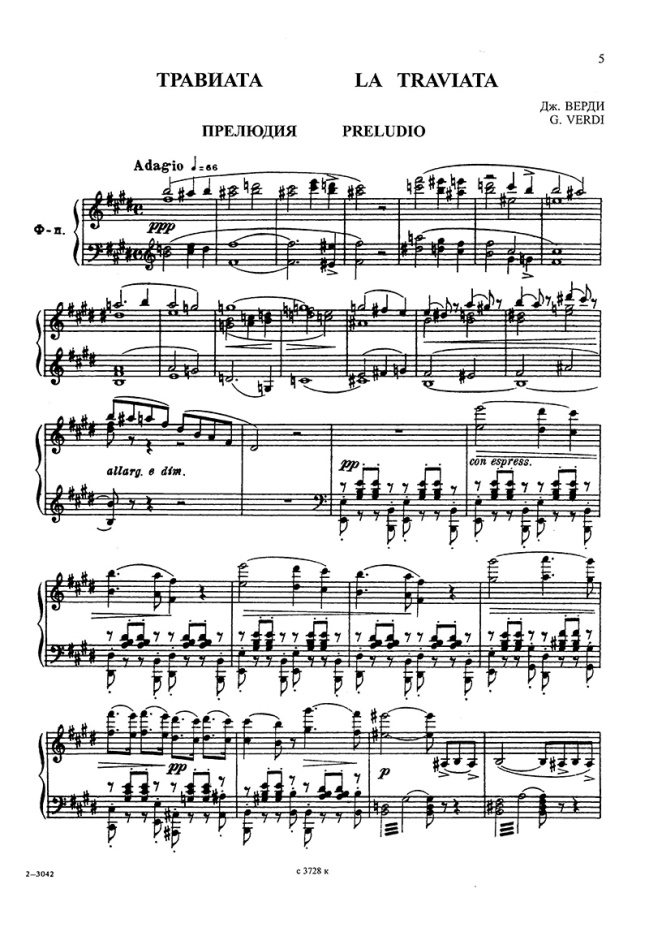 5
ТРАВИАТА LA TRAVIATA
Дж. ВЕРДИ
G. VERDI
ПРЕЛЮДИЯ PRELUDIO
Adagio ♩=66
Ф-п.
ppp
allarg. e dim.
pp
con espress.
pp
p
2—3042
с 3728 к